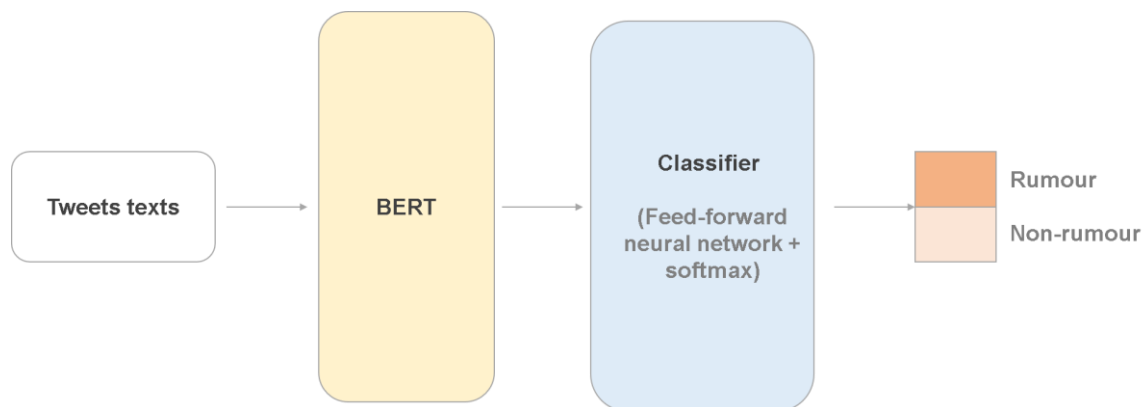 Tweets texts
BERT
Classifier
(Feed-forward
neural network +
softmax)
Rumour
Non-rumour